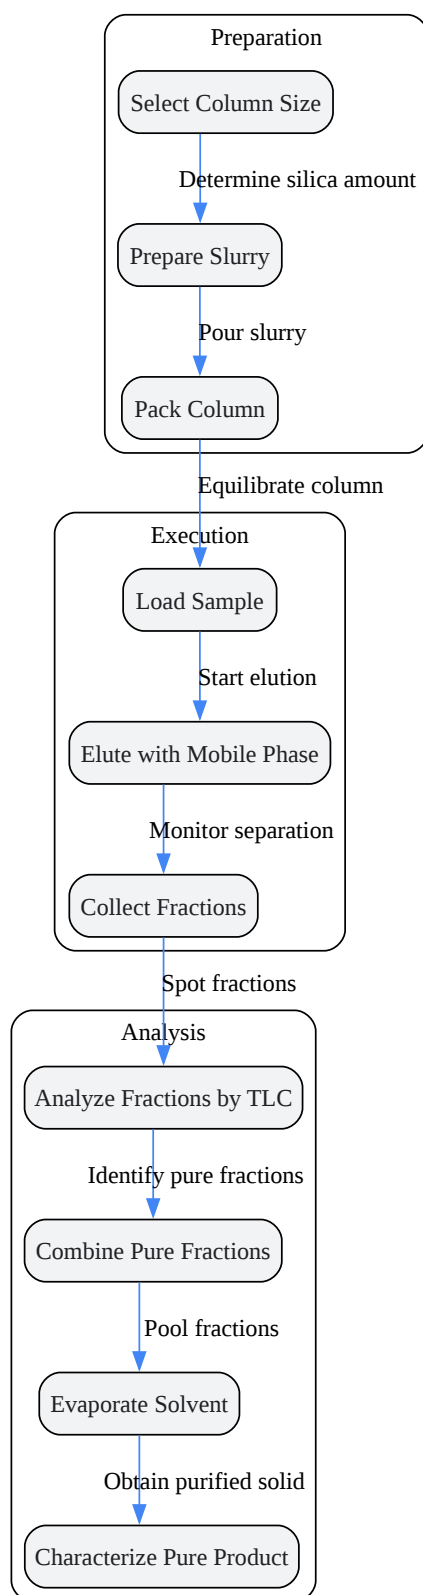 Preparation
Select Column Size
Determine silica amount
Prepare Slurry
Pour slurry
Pack Column
Equilibrate column
Execution
Load Sample
Start elution
Elute with Mobile Phase
Monitor separation
Collect Fractions
Spot fractions
Analysis
Analyze Fractions by TLC
Identify pure fractions
Combine Pure Fractions
Pool fractions
Evaporate Solvent
Obtain purified solid
Characterize Pure Product